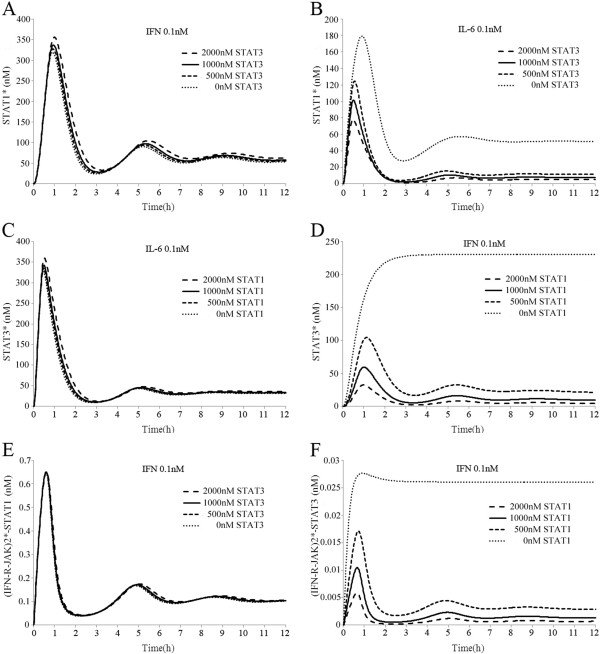 A
IFN 0.1nM
2000nM STAT3
1000nM STAT3
500nM STAT3
0nM STAT3
STAT1* (nM)
400
350
300
250
200
150
100
50
0
0 1 2 3 4 5 6 7 8 9 10 11 12
Time(h)
B
IL-6 0.1nM
2000nM STAT3
1000nM STAT3
500nM STAT3
0nM STAT3
STAT1* (nM)
200
180
160
140
120
100
80
60
40
20
0
0 1 2 3 4 5 6 7 8 9 10 11 12
Time(h)
C
IL-6 0.1nM
2000nM STAT1
1000nM STAT1
500nM STAT1
0nM STAT1
STAT3* (nM)
400
350
300
250
200
150
100
50
0
0 1 2 3 4 5 6 7 8 9 10 11 12
Time(h)
D
IFN 0.1nM
2000nM STAT1
1000nM STAT1
500nM STAT1
0nM STAT1
STAT3* (nM)
250
200
150
100
50
0
0 1 2 3 4 5 6 7 8 9 10 11 12
Time(h)
E
IFN 0.1nM
2000nM STAT3
1000nM STAT3
500nM STAT3
0nM STAT3
(IFN-R-JAK)2*-STAT1 (nM)
0.7
0.6
0.5
0.4
0.3
0.2
0.1
0
0 1 2 3 4 5 6 7 8 9 10 11 12
Time(h)
F
IFN 0.1nM
2000nM STAT1
1000nM STAT1
500nM STAT1
0nM STAT1
(IFN-R-JAK)2*-STAT3 (nM)
0.03
0.025
0.02
0.015
0.01
0.005
0
0 1 2 3 4 5 6 7 8 9 10 11 12
Time(h)